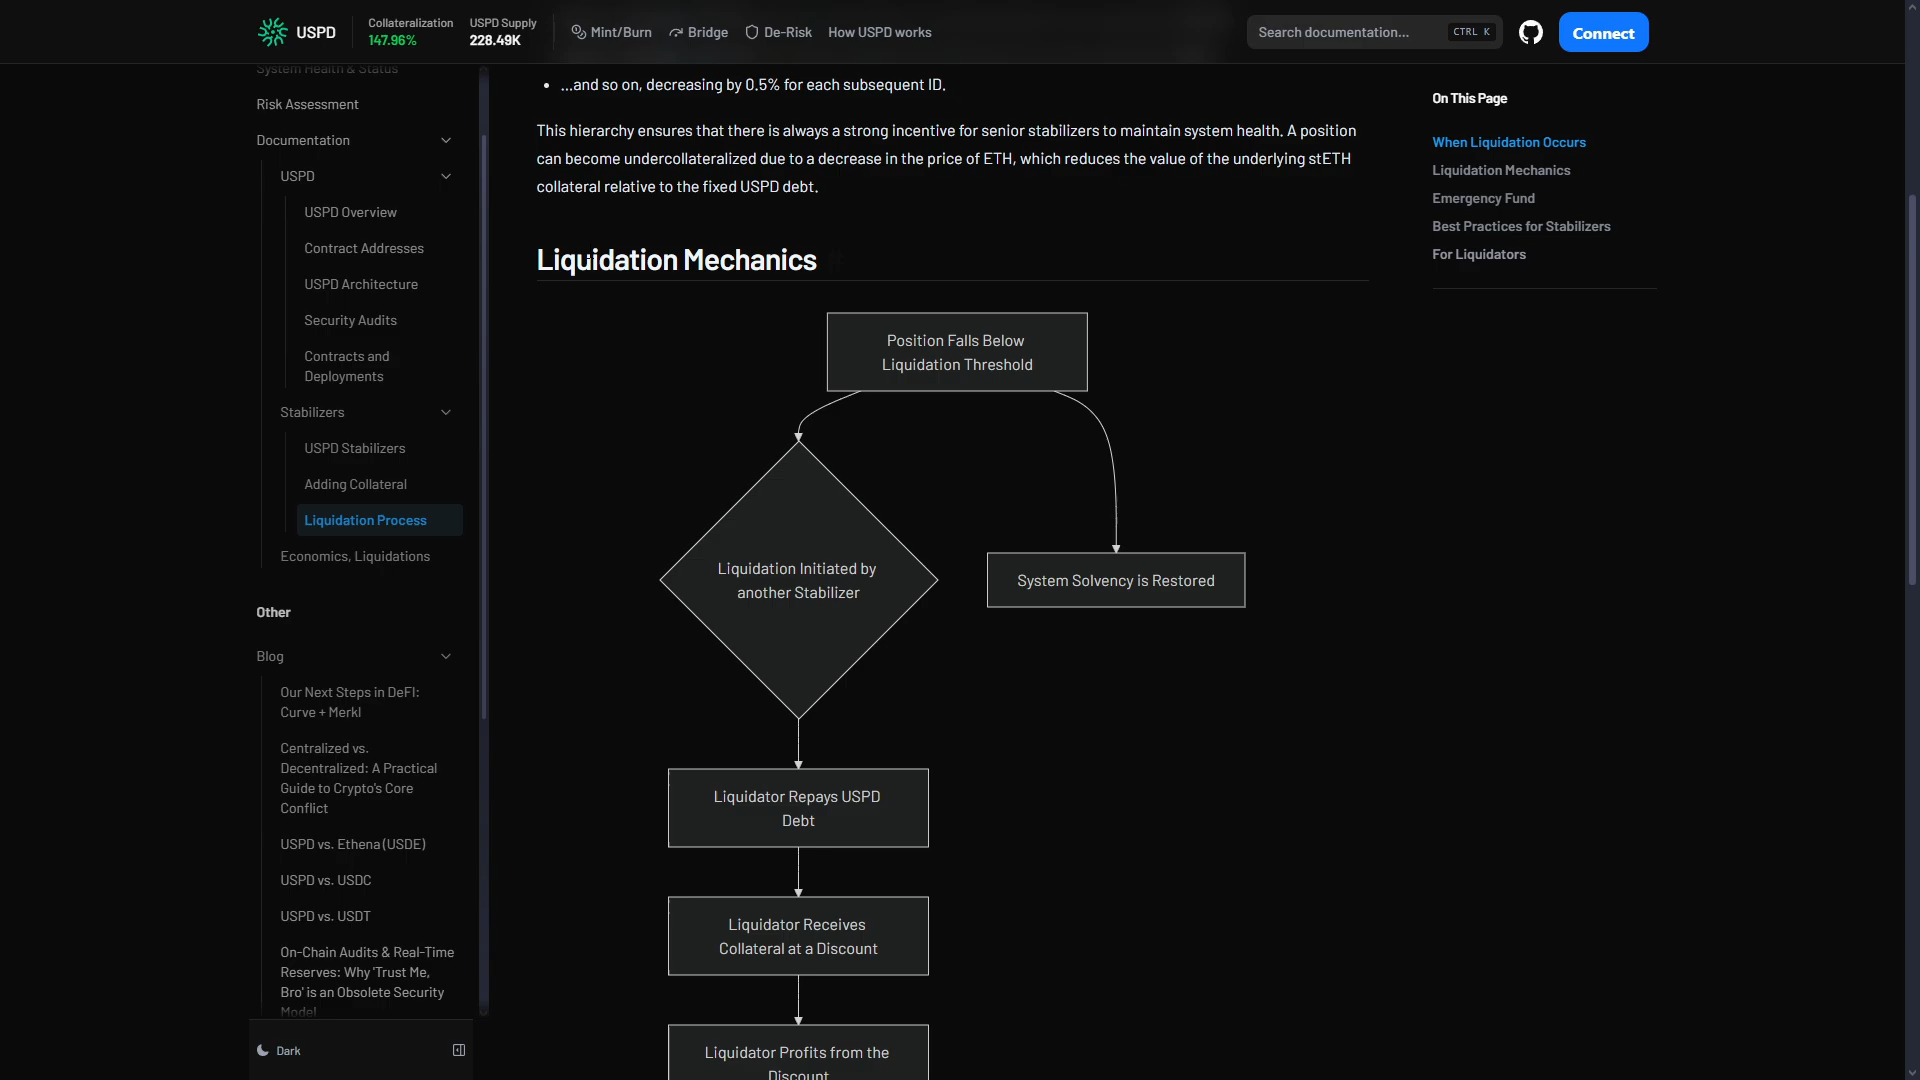 USPD
Collateralization
147.96%
USPD Supply
228.49K
Mint/Burn
Bridge
De-Risk
How USPD works
Search documentation...
CTRL K
Connect
System Health & Status
Risk Assessment
Documentation
USPD
USPD Overview
Contract Addresses
USPD Architecture
Security Audits
Contracts and
Deployments
Stabilizers
USPD Stabilizers
Adding Collateral
Liquidation Process
Economics, Liquidations
Other
Blog
Our Next Steps in DeFI:
Curve + Merkl
Centralized vs.
Decentralized: A Practical
Guide to Crypto's Core
Conflict
USPD vs. Ethena (USDE)
USPD vs. USDC
USPD vs. USDT
On-Chain Audits & Real-Time
Reserves: Why 'Trust Me,
Bro' is an Obsolete Security
Model
Dark
...and so on, decreasing by 0.5% for each subsequent ID.
This hierarchy ensures that there is always a strong incentive for senior stabilizers to maintain system health. A position
can become undercollateralized due to a decrease in the price of ETH, which reduces the value of the underlying stETH
collateral relative to the fixed USPD debt.
Liquidation Mechanics #
Position Falls Below
Liquidation Threshold
Liquidation Initiated by
another Stabilizer
System Solvency is Restored
Liquidator Repays USPD
Debt
Liquidator Receives
Collateral at a Discount
Liquidator Profits from the
Discount
On This Page
When Liquidation Occurs
Liquidation Mechanics
Emergency Fund
Best Practices for Stabilizers
For Liquidators